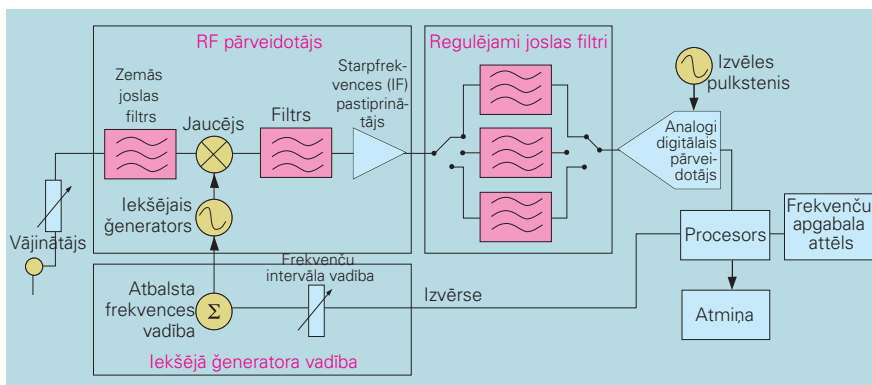 RF pārveidotājs
Zemās
joslas
filtrs
Jaucējs
Filtrs
Starpfrek-
vences (IF)
pastiprinā-
tājs
Iekšējais
ģenerators
Vājinātājs
Regulējami joslas filtri
Izvēles
pulkstenis
Analogi
digitālais
pārvei-
dotājs
Procesors
Frekvenču
apgabala
attēls
Atmiņa
Atbalsta
frekvences
vadība
Σ
Frekvenču
intervāla vadība
Izvērse
Iekšējā ģeneratora vadība